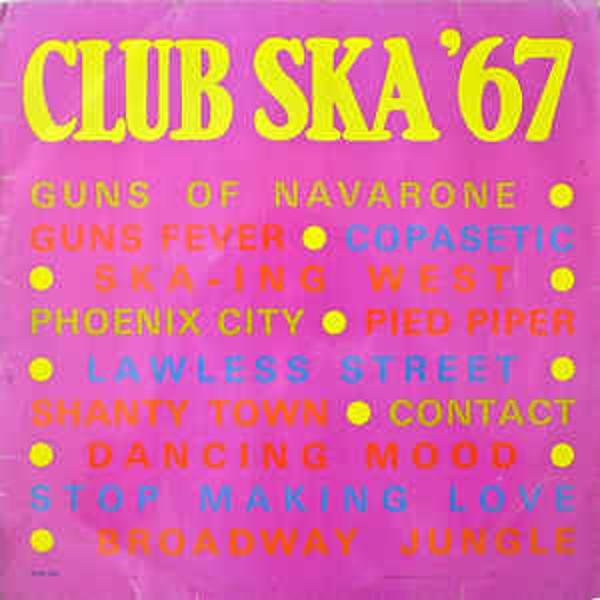 CLUB SKA '67
GUNS OF NAVARONE ●
GUNS FEVER ● COPASETIC
● SKA-ING WEST ●
PHOENIX CITY ● PIED PIPER
● LAWLESS STREET ●
SHANTY TOWN ● CONTACT
● DANCING MOOD ●
STOP MAKING LOVE
● BROADWAY JUNGLE